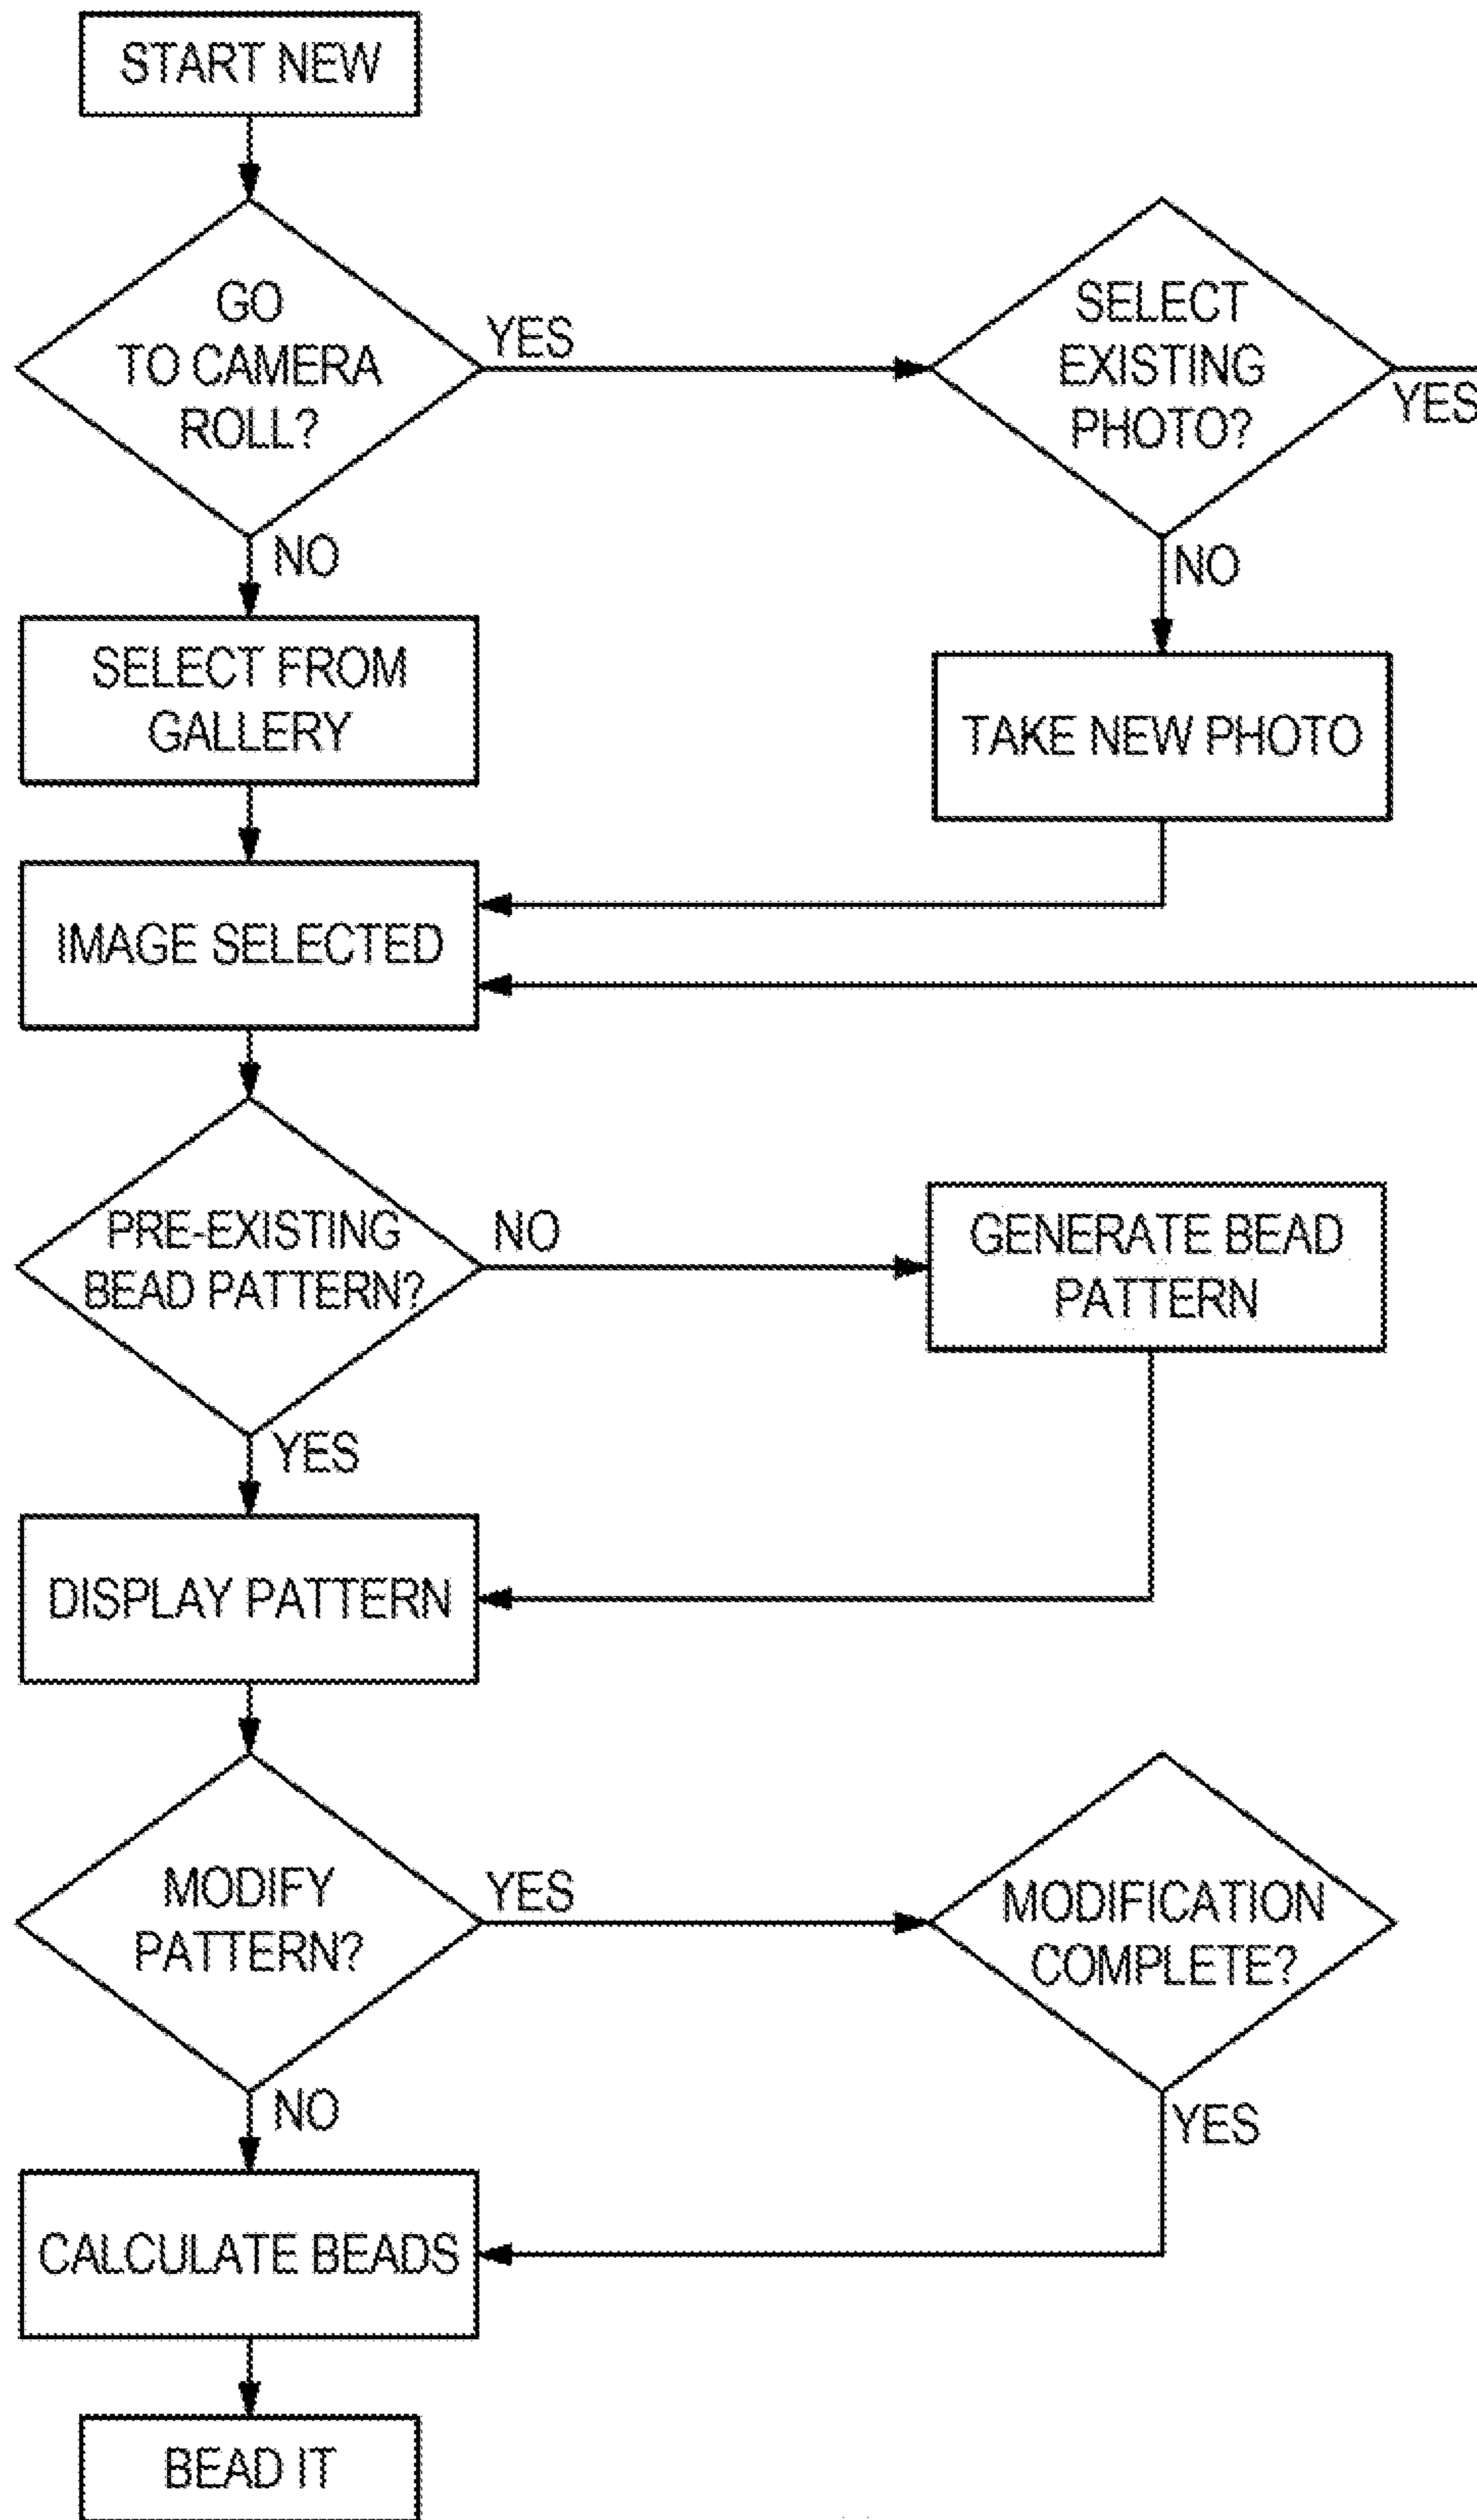 START NEW
GO
TO CAMERA
ROLL?
YES
SELECT
EXISTING
PHOTO?
YES
NO
NO
SELECT FROM
GALLERY
TAKE NEW PHOTO
IMAGE SELECTED
PRE-EXISTING
BEAD PATTERN?
NO
GENERATE BEAD
PATTERN
YES
DISPLAY PATTERN
MODIFY
PATTERN?
YES
MODIFICATION
COMPLETE?
NO
YES
CALCULATE BEADS
BEAD IT